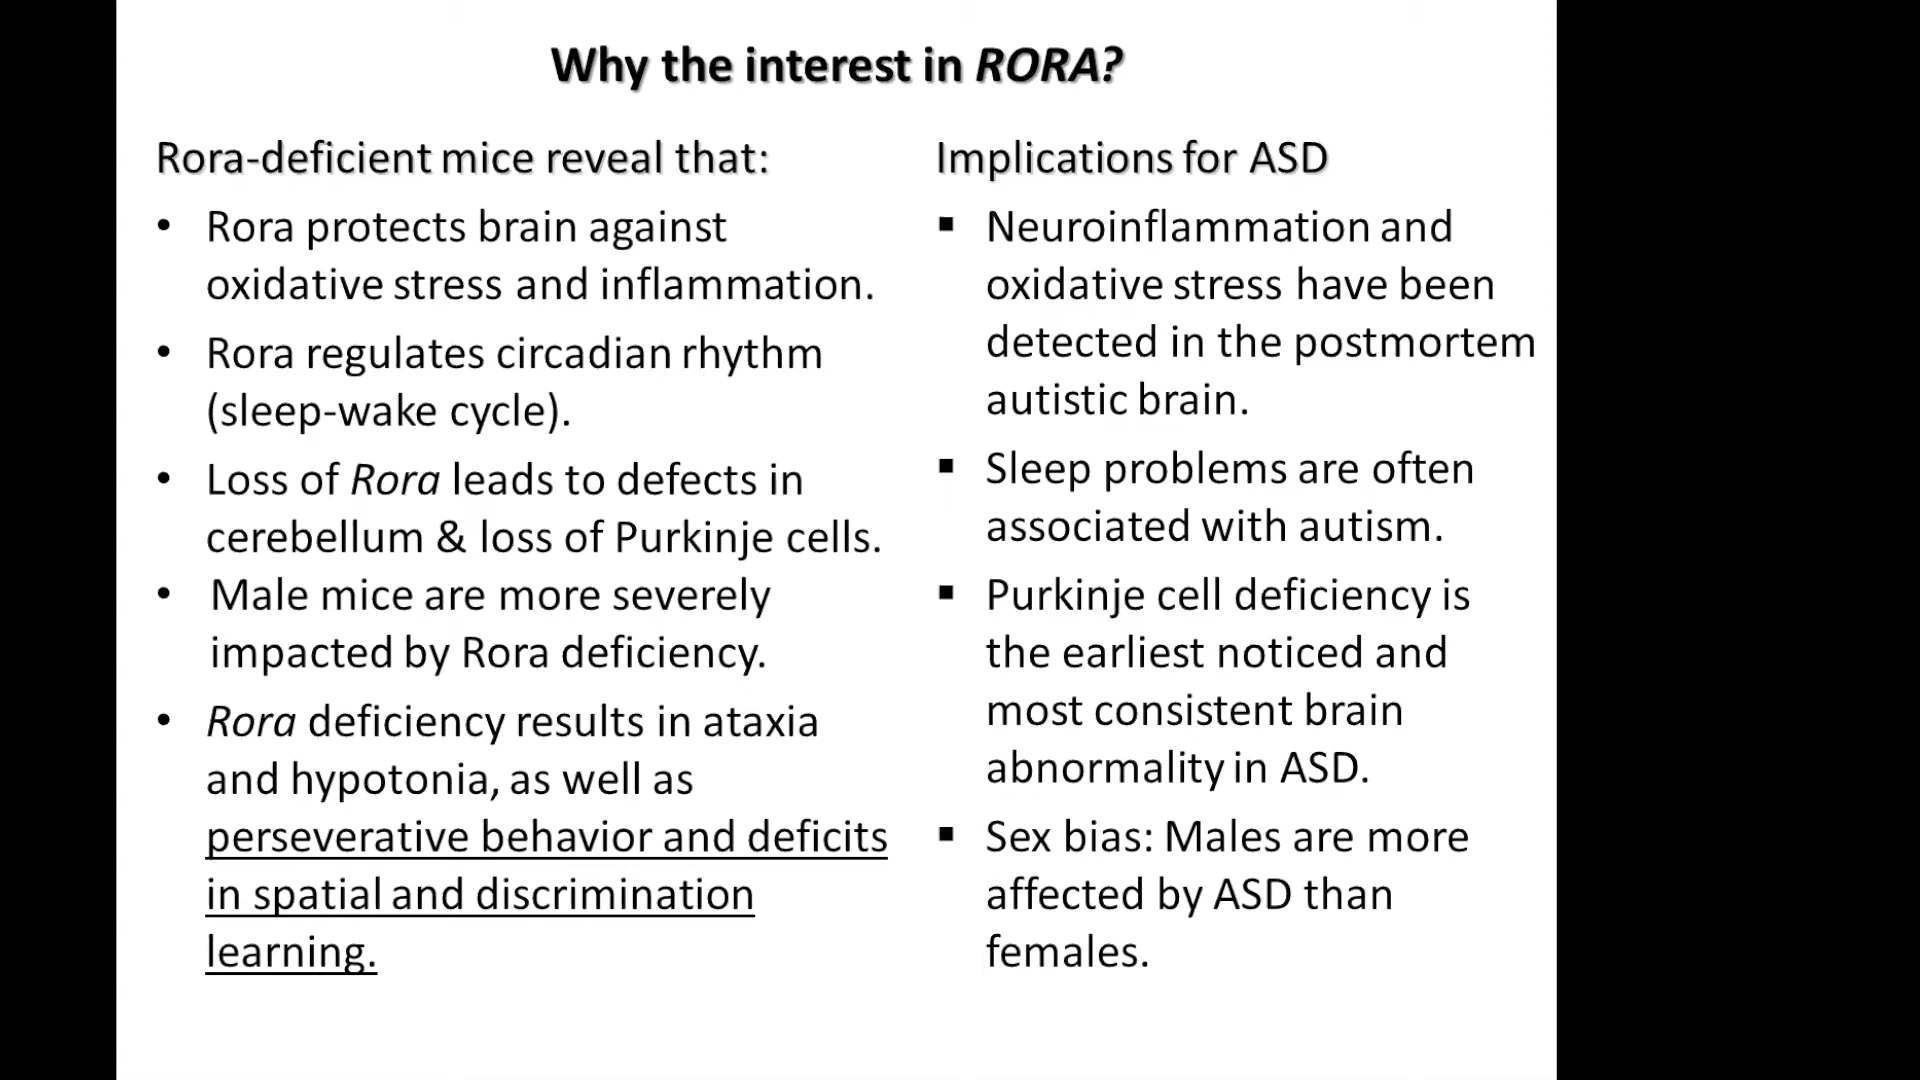 Why the interest in RORA?
Rora-deficient mice reveal that:
• Rora protects brain against
oxidative stress and inflammation.
• Rora regulates circadian rhythm
(sleep-wake cycle).
• Loss of Rora leads to defects in
cerebellum & loss of Purkinje cells.
• Male mice are more severely
impacted by Rora deficiency.
• Rora deficiency results in ataxia
and hypotonia, as well as
perseverative behavior and deficits
in spatial and discrimination
learning.
Implications for ASD
▪ Neuroinflammation and
oxidative stress have been
detected in the postmortem
autistic brain.
▪ Sleep problems are often
associated with autism.
▪ Purkinje cell deficiency is
the earliest noticed and
most consistent brain
abnormality in ASD.
▪ Sex bias: Males are more
affected by ASD than
females.